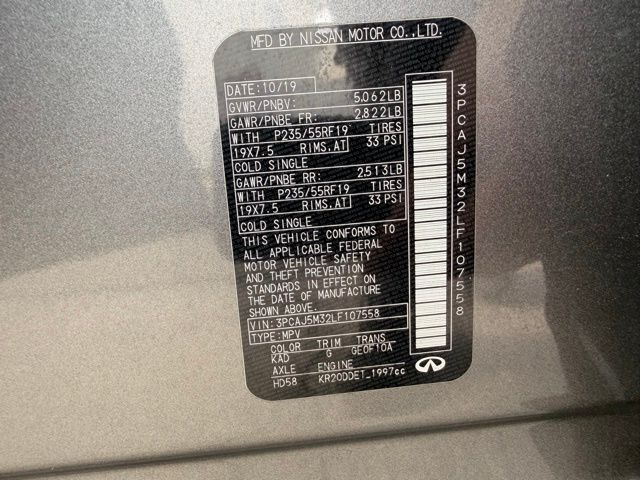 MFD BY NISSAN MOTOR CO.,LTD.
DATE: 10/19
GVWR/PNBV: 5,062LB
GAWR/PNBE FR: 2,822LB
WITH P235/55RF19 TIRES
19X7.5 RIMS,AT 33 PSI
COLD SINGLE
GAWR/PNBE RR: 2,513LB
WITH P235/55RF19 TIRES
19X7.5 RIMS,AT 33 PSI
COLD SINGLE
THIS VEHICLE CONFORMS TO
ALL APPLICABLE FEDERAL
MOTOR VEHICLE SAFETY
AND THEFT PREVENTION
STANDARDS IN EFFECT ON
THE DATE OF MANUFACTURE
SHOWN ABOVE.
VIN: 3PCAJ5M32LF107558
TYPE: MPV
COLOR TRIM TRANS
KAD G GE0F10A
AXLE ENGINE
HD58 KR20DDET_1997cc
3PCAJ5M32LF107558